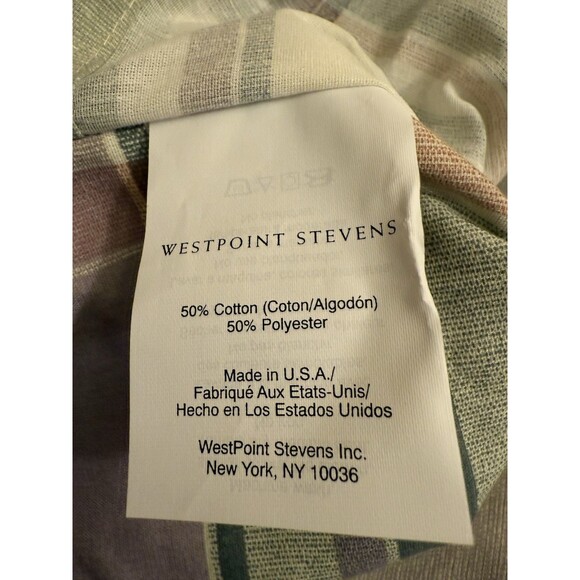 WESTPOINT STEVENS
50% Cotton (Coton/Algodón)
50% Polyester
Made in U.S.A./
Fabriqué Aux Etats-Unis/
Hecho en Los Estados Unidos
WestPoint Stevens Inc.
New York, NY 10036